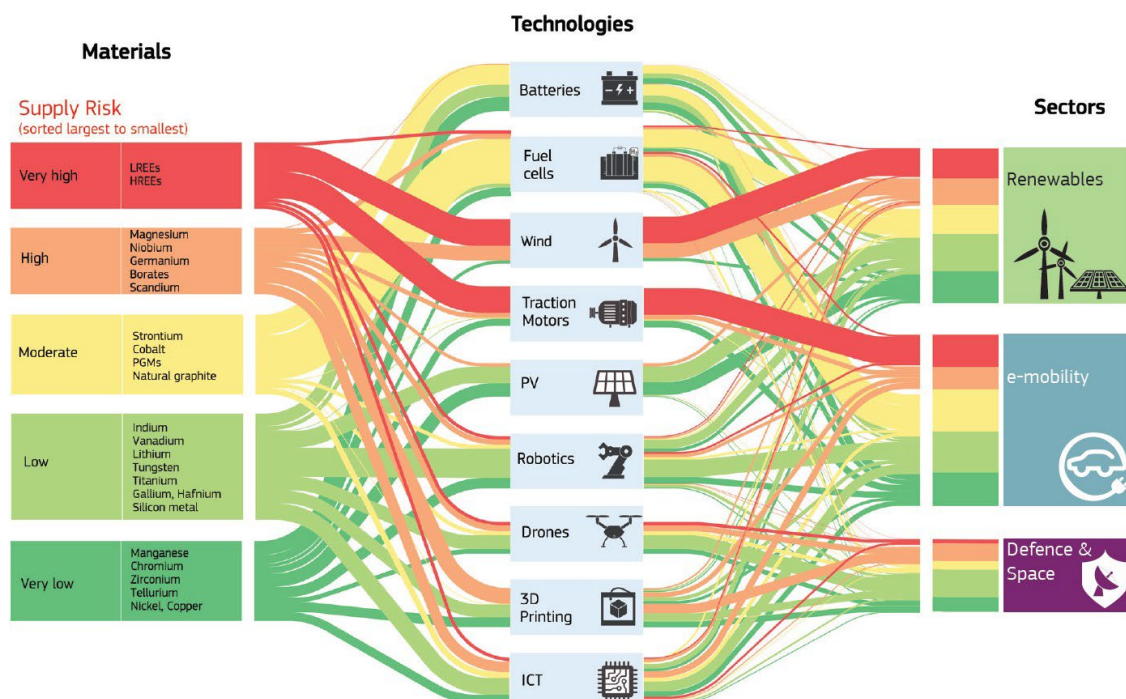 Technologies
Materials
Supply Risk
(sorted largest to smallest)
Very high
LREEs
HREEs
High
Magnesium
Niobium
Germanium
Borates
Scandium
Moderate
Strontium
Cobalt
PGMs
Natural graphite
Low
Indium
Vanadium
Lithium
Tungsten
Titanium
Gallium, Hafnium
Silicon metal
Very low
Manganese
Chromium
Zirconium
Tellurium
Nickel, Copper
Batteries
Fuel
cells
Wind
Traction
Motors
PV
Robotics
Drones
3D
Printing
ICT
Sectors
Renewables
e-mobility
Defence &
Space